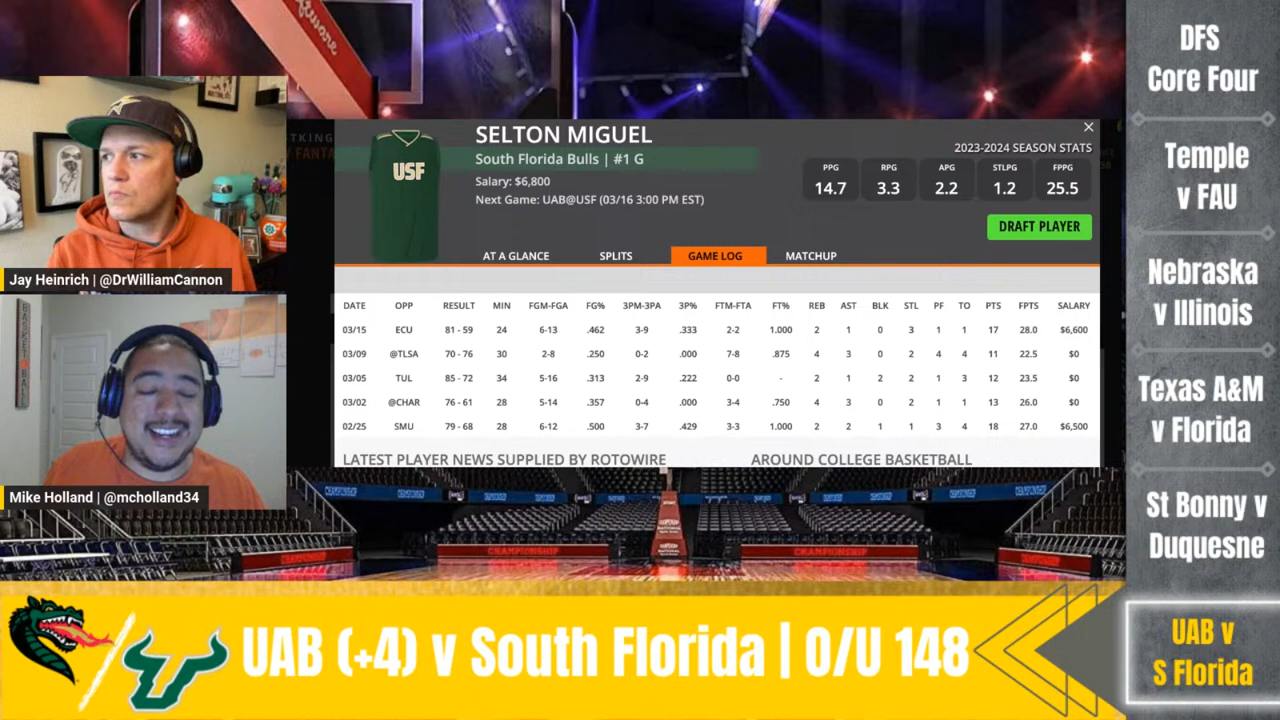 SELTON MIGUEL
South Florida Bulls | #1 G
Salary: $6,800
Next Game: UAB@USF (03/16 3:00 PM EST)
USF
2023-2024 SEASON STATS
PPG RPG APG STLPG FPPG
14.7 3.3 2.2 1.2 25.5
DRAFT PLAYER
AT A GLANCE SPLITS GAME LOG MATCHUP
DATE OPP RESULT MIN FGM-FGA FG% 3PM-3PA 3P% FTM-FTA FT% REB AST BLK STL PF TO PTS FPTS SALARY
03/15 ECU 81 - 59 24 6-13 .462 3-9 .333 2-2 1.000 2 1 0 3 1 1 17 28.0 $6,600
03/09 @TLSA 70 - 76 30 2-8 .250 0-2 .000 7-8 .875 4 3 0 2 4 4 11 22.5 $0
03/05 TUL 85 - 72 34 5-16 .313 2-9 .222 0-0 - 2 1 2 2 1 3 12 23.5 $0
03/02 @CHAR 76 - 61 28 5-14 .357 0-4 .000 3-4 .750 4 3 0 2 1 1 13 26.0 $0
02/25 SMU 79 - 68 28 6-12 .500 3-7 .429 3-3 1.000 2 2 1 1 3 4 18 27.0 $6,500
LATEST PLAYER NEWS SUPPLIED BY ROTOWIRE
AROUND COLLEGE BASKETBALL
Jay Heinrich | @DrWilliamCannon
Mike Holland | @mcholland34
CHAMPIONSHIP
CHAMPIONSHIP
UAB (+4) v South Florida | O/U 148
DFS
Core Four
Temple
v FAU
Nebraska
v Illinois
Texas A&M
v Florida
St Bonny v
Duquesne
UAB v
S Florida